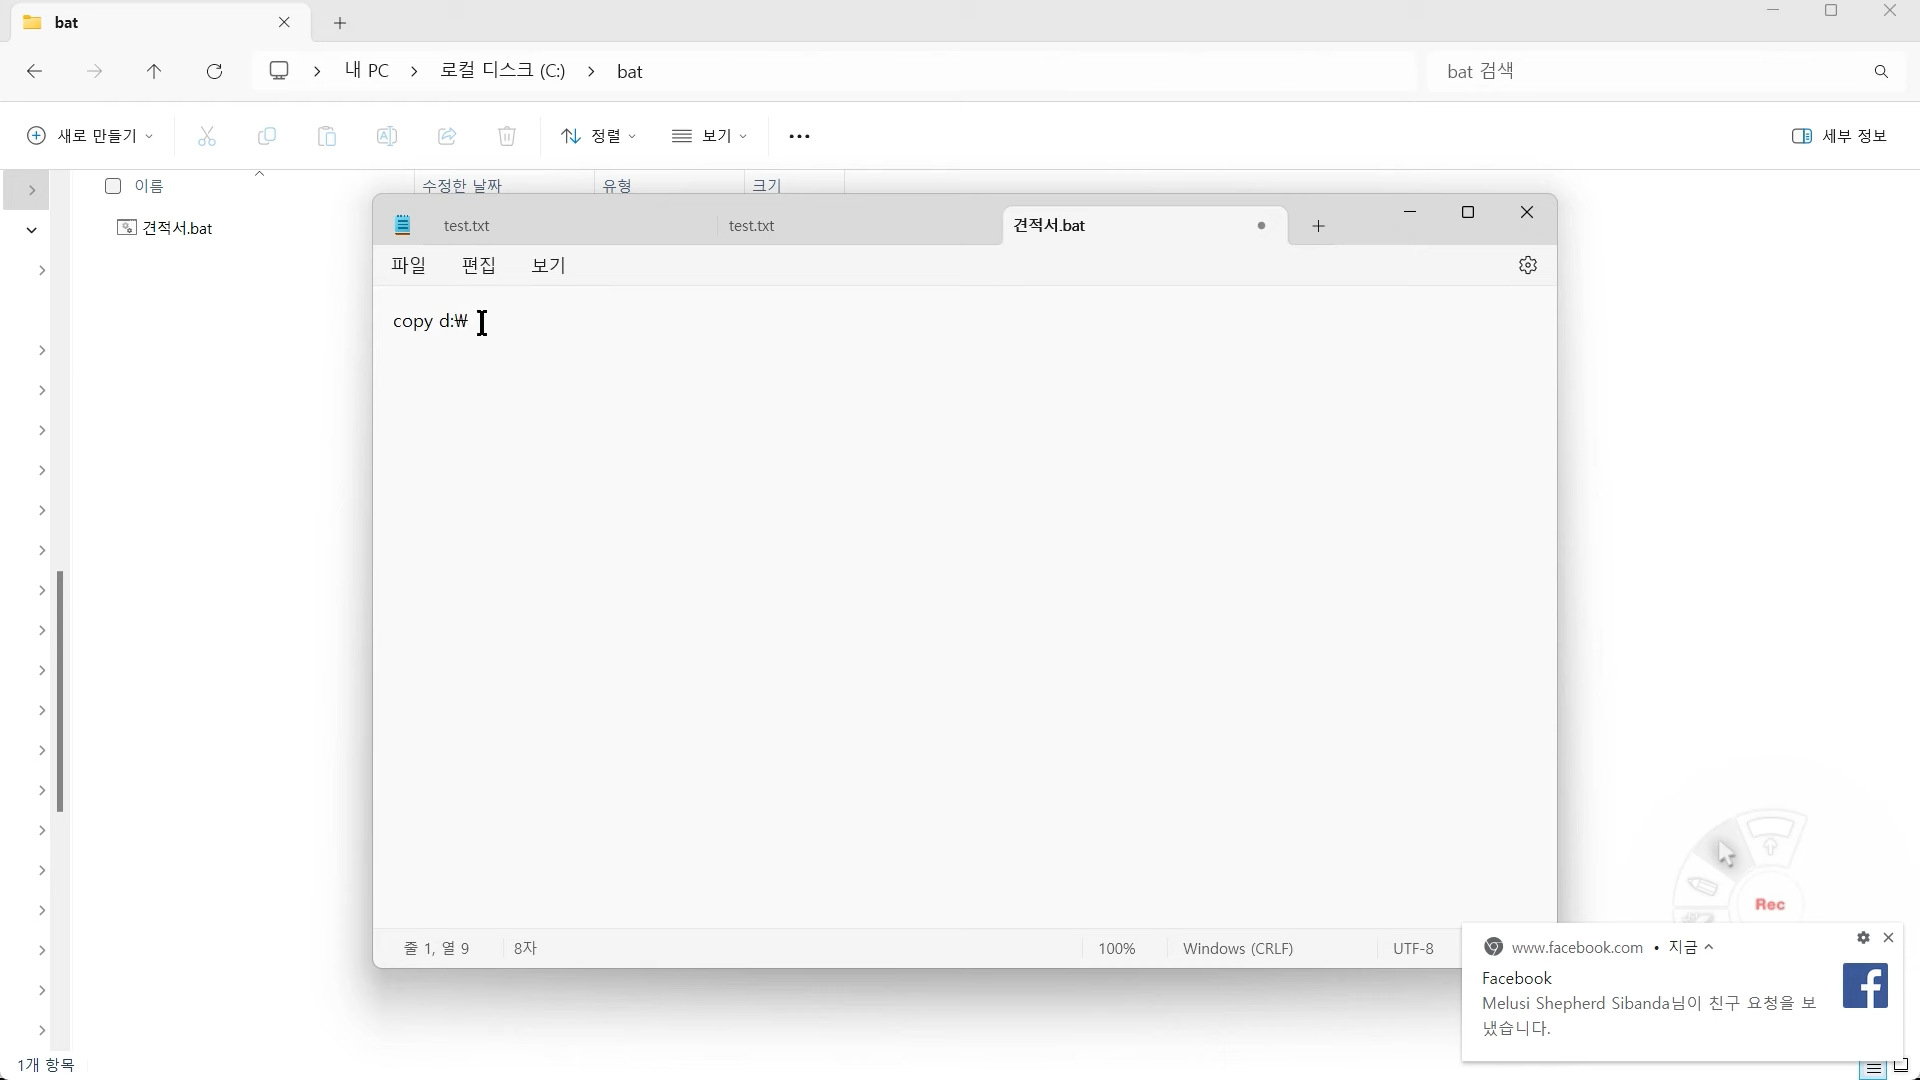 bat
내 PC
로컬 디스크 (C:)
bat
bat 검색
새로 만들기
정렬
보기
세부 정보
이름
수정한 날짜
유형
크기
견적서.bat
test.txt
test.txt
견적서.bat
파일
편집
보기
copy d:₩
줄 1, 열 9
8자
100%
Windows (CRLF)
UTF-8
Rec
www.facebook.com • 지금
Facebook
Melusi Shepherd Sibanda님이 친구 요청을 보
냈습니다.
1개 항목